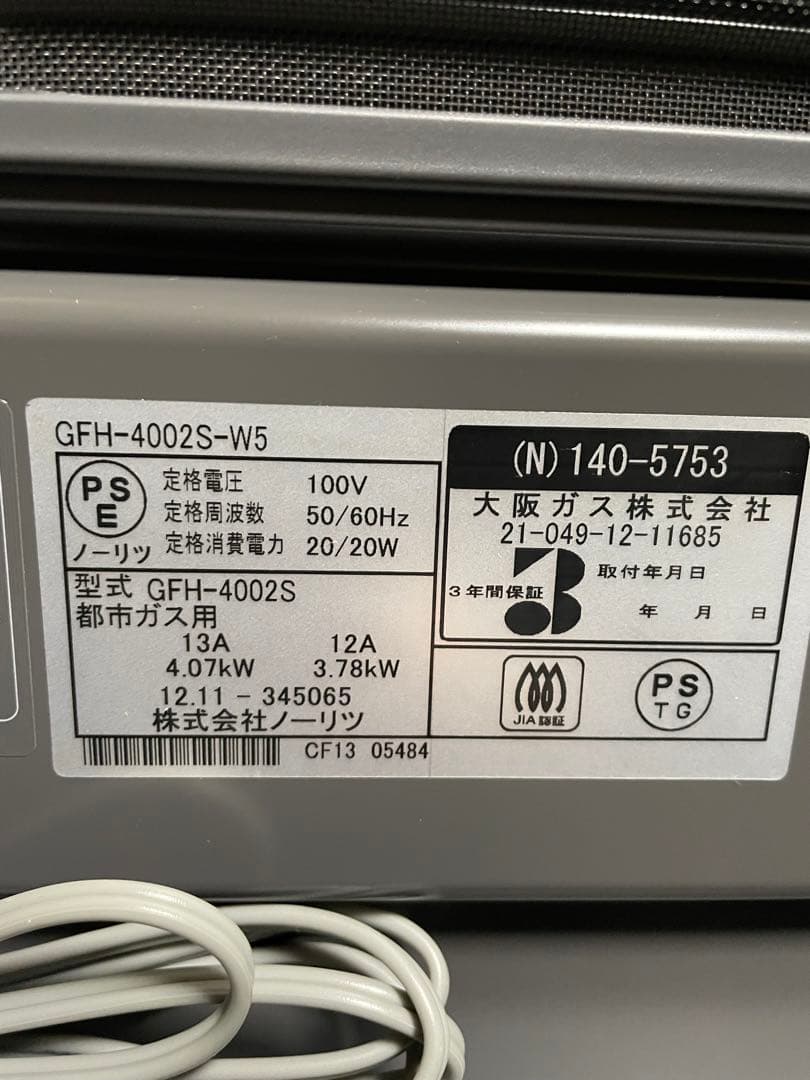 GFH-4002S-W5
PS
E
ノーリツ
定格電圧 100V
定格周波数 50/60Hz
定格消費電力 20/20W
型式 GFH-4002S
都市ガス用
13A 12A
4.07kW 3.78kW
12.11 - 345065
株式会社ノーリツ
CF13 05484
(N) 140-5753
大阪ガス株式会社
21-049-12-11685
3年間保証
3
取付年月日
年 月 日
JIA 認証
PS
TG